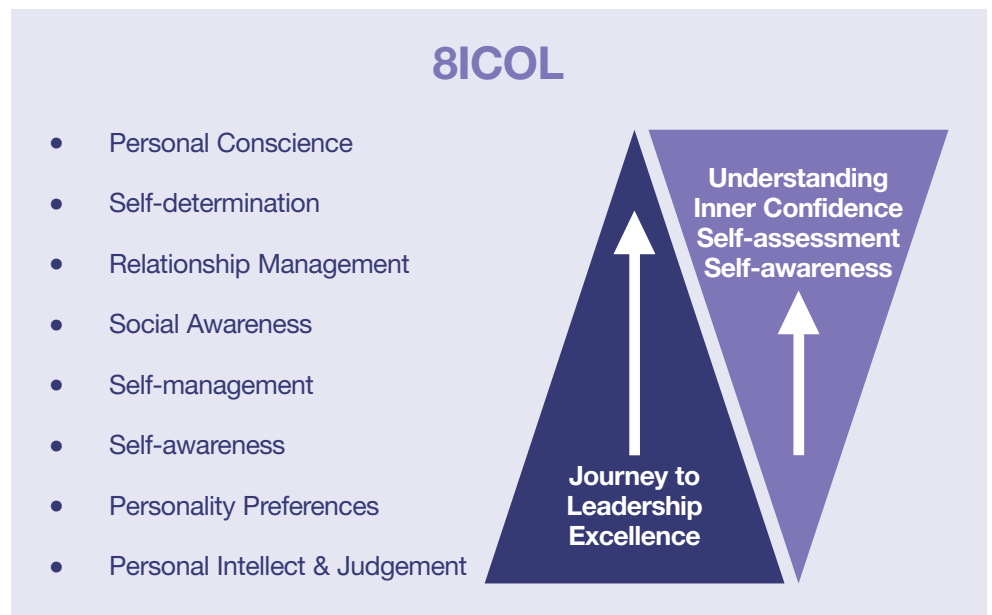 8ICOL
• Personal Conscience
• Self-determination
• Relationship Management
• Social Awareness
• Self-management
• Self-awareness
• Personality Preferences
• Personal Intellect & Judgement
Understanding
Inner Confidence
Self-assessment
Self-awareness
Journey to
Leadership
Excellence